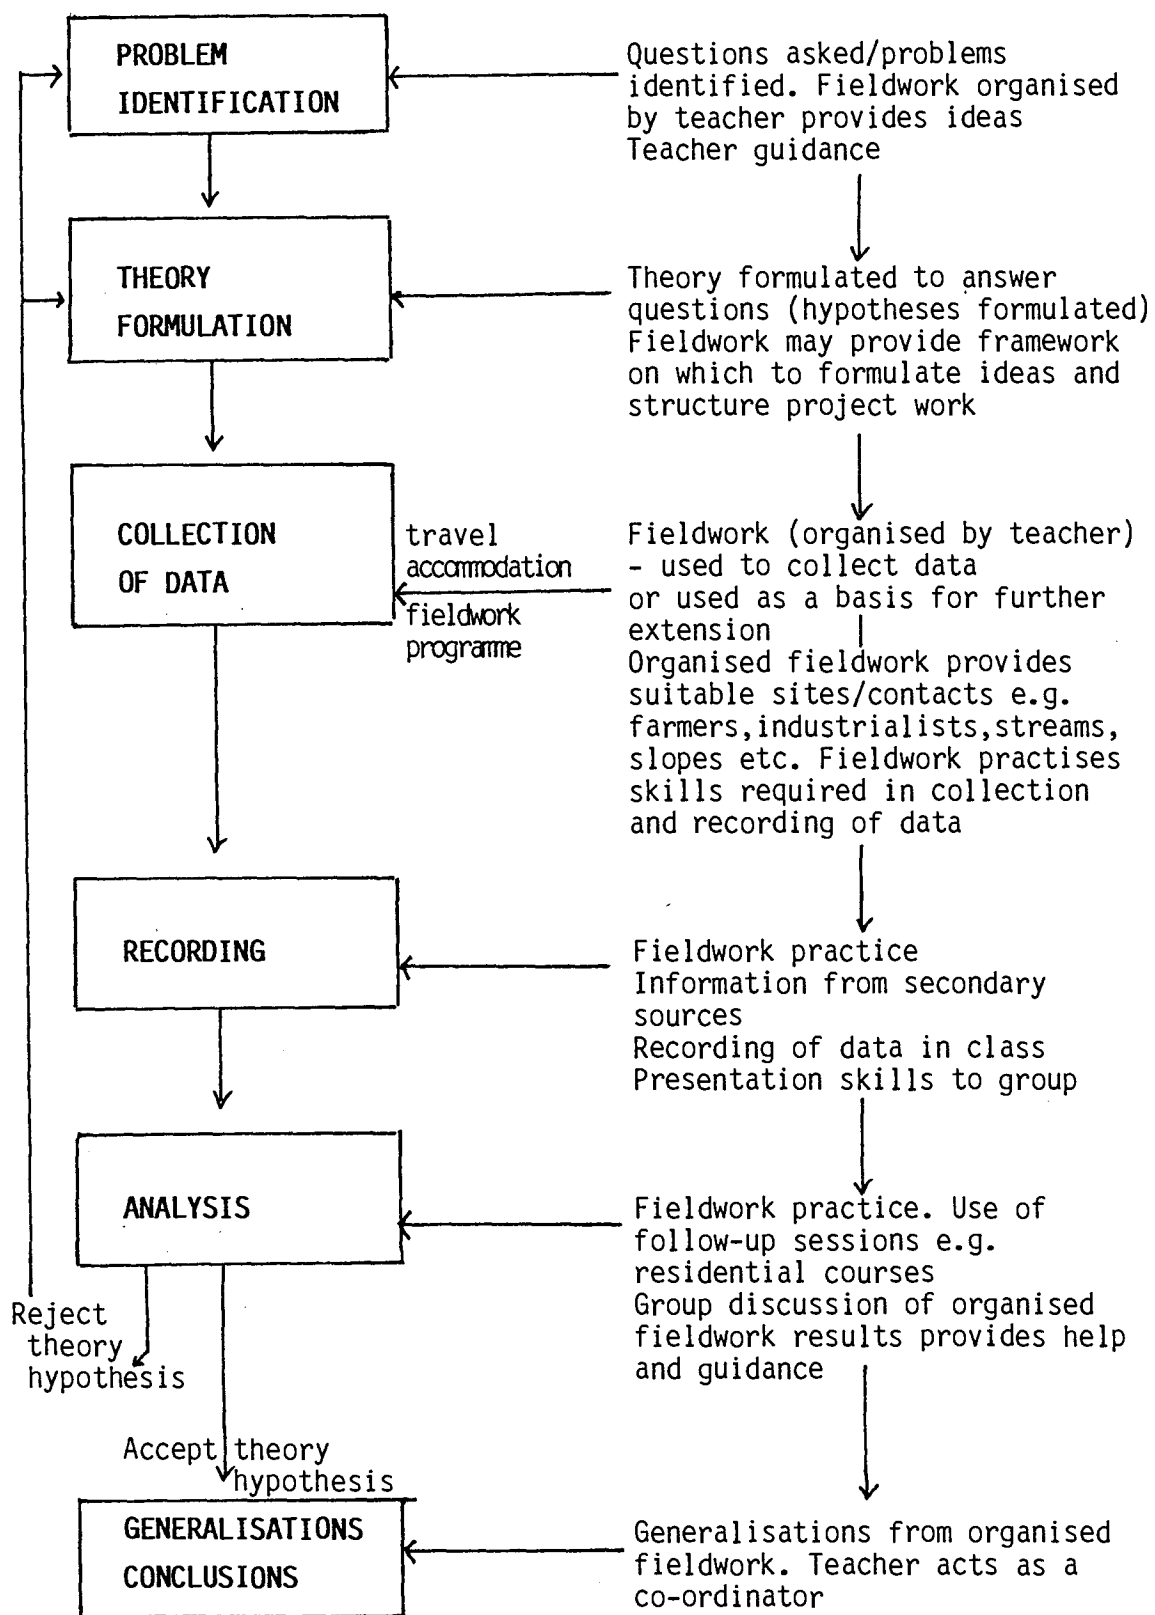 PROBLEM
IDENTIFICATION
Questions asked/problems
identified. Fieldwork organised
by teacher provides ideas
Teacher guidance
THEORY
FORMULATION
Theory formulated to answer
questions (hypotheses formulated)
Fieldwork may provide framework
on which to formulate ideas and
structure project work
COLLECTION
OF DATA
travel
accommodation
fieldwork
programme
Fieldwork (organised by teacher)
- used to collect data
or used as a basis for further
extension
Organised fieldwork provides
suitable sites/contacts e.g.
farmers,industrialists,streams,
slopes etc. Fieldwork practises
skills required in collection
and recording of data
RECORDING
Fieldwork practice
Information from secondary
sources
Recording of data in class
Presentation skills to group
ANALYSIS
Fieldwork practice. Use of
follow-up sessions e.g.
residential courses
Group discussion of organised
fieldwork results provides help
and guidance
Reject
theory
hypothesis
Accept theory
hypothesis
GENERALISATIONS
CONCLUSIONS
Generalisations from organised
fieldwork. Teacher acts as a
co-ordinator